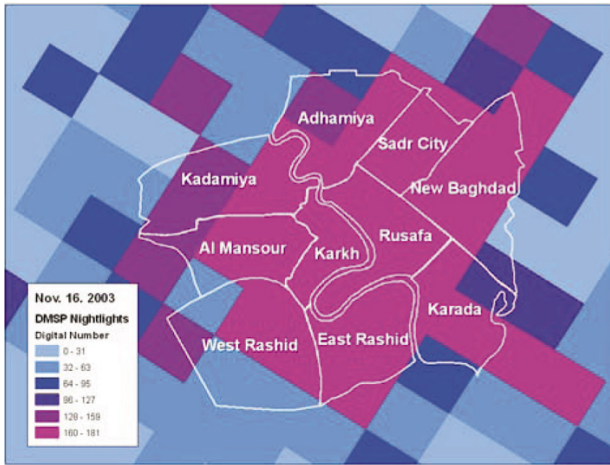 Adhamiya
Sadr City
Kadamiya
New Baghdad
Rusafa
Al Mansour
Karkh
Karada
West Rashid
East Rashid
Nov. 16. 2003
DMSP Nightlights
Digital Number
0 - 31
32 - 63
64 - 95
96 - 127
128 - 159
160 - 181